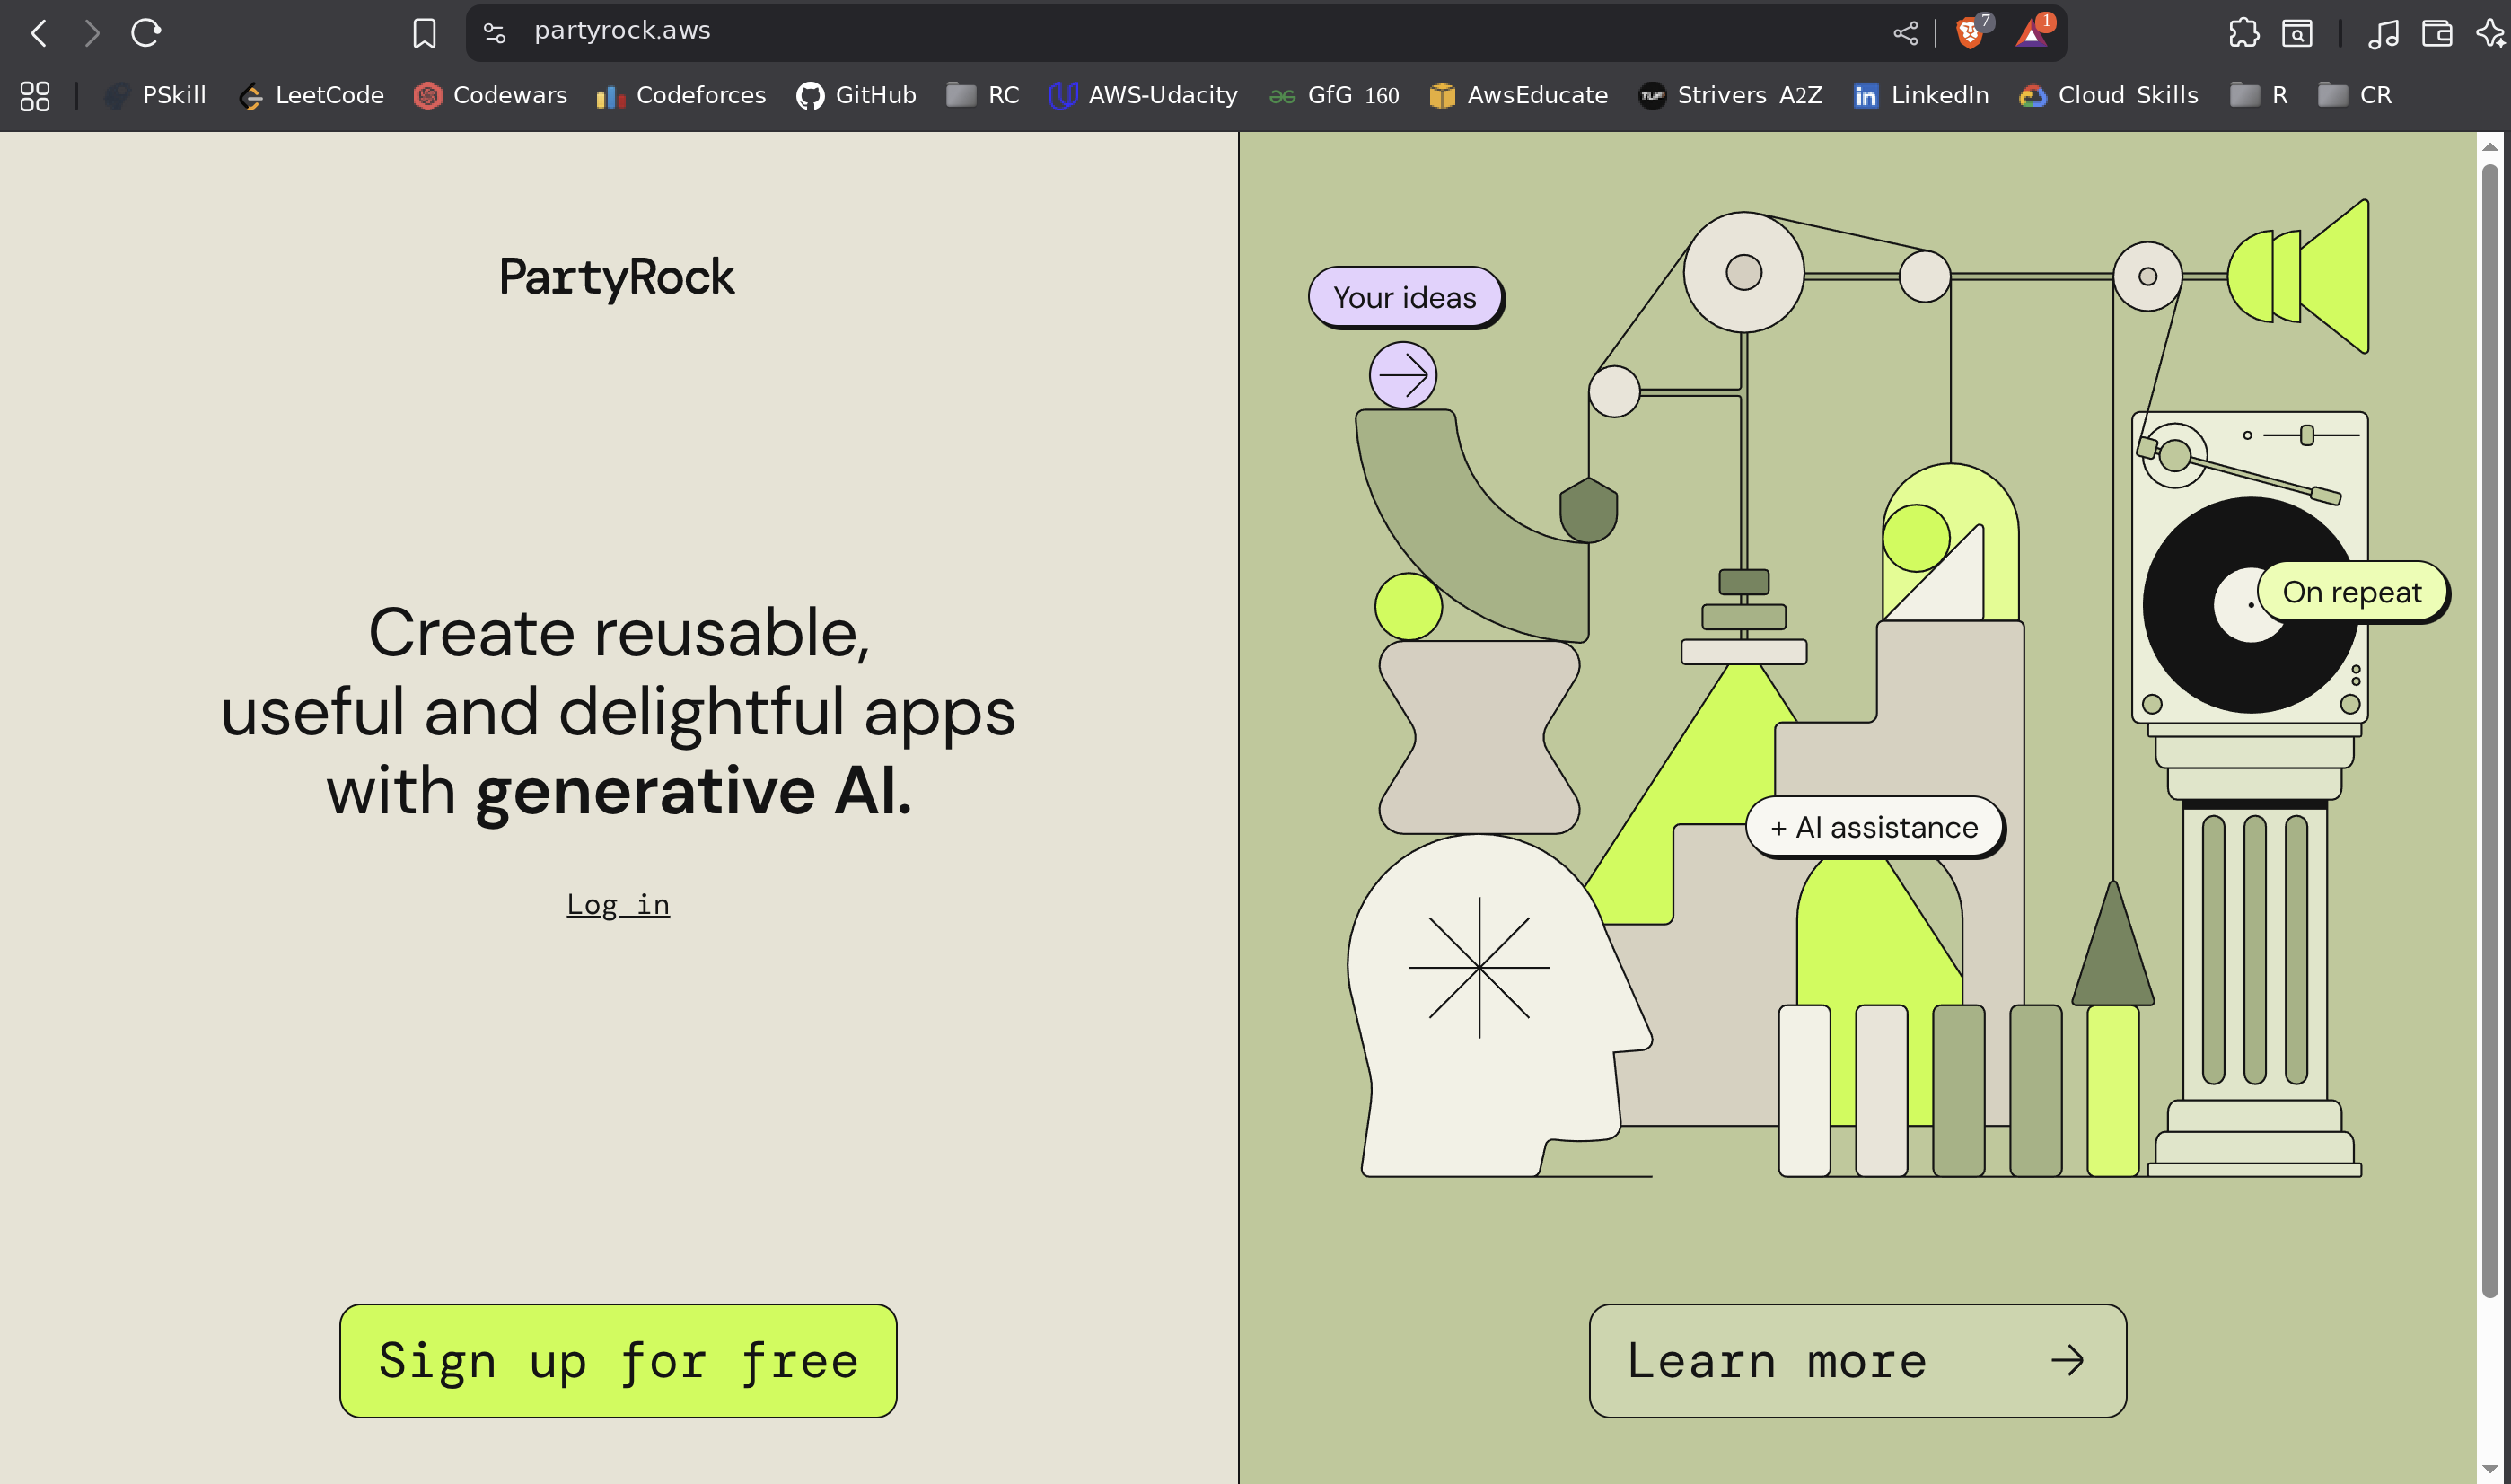 partyrock.aws
7
1
PSkill LeetCode Codewars Codeforces GitHub RC AWS-Udacity GfG 160 AwsEducate Strivers A2Z LinkedIn Cloud Skills R CR
PartyRock
Create reusable,
useful and delightful apps
with generative AI.
Log in
Sign up for free
Your ideas
On repeat
+ AI assistance
Learn more